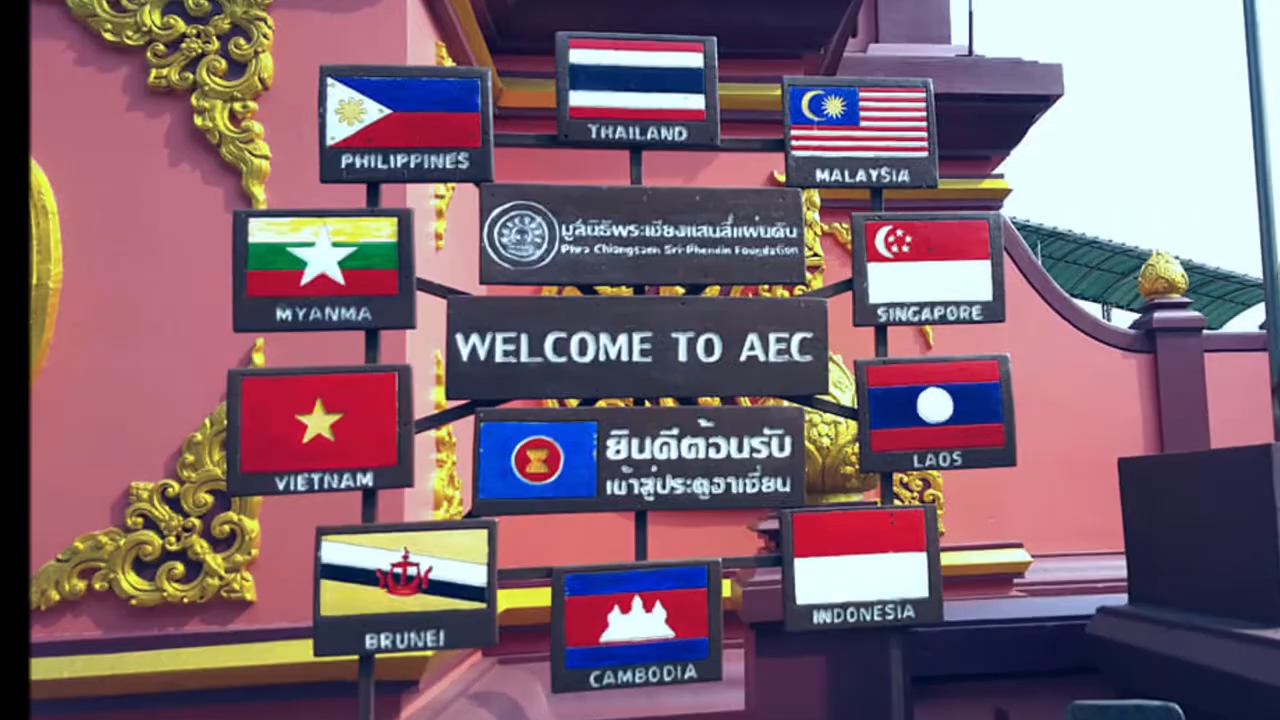 THAILAND
PHILIPPINES
MALAYSIA
มูลนิธิพระเชียงแสนสี่แผ่นดิน
Phra Chiangsaen Sri-Phendin Foundation
MYANMA
SINGAPORE
WELCOME TO AEC
VIETNAM
LAOS
ยินดีต้อนรับ
เข้าสู่ประตูอาเซี่ยน
BRUNEI
INDONESIA
CAMBODIA